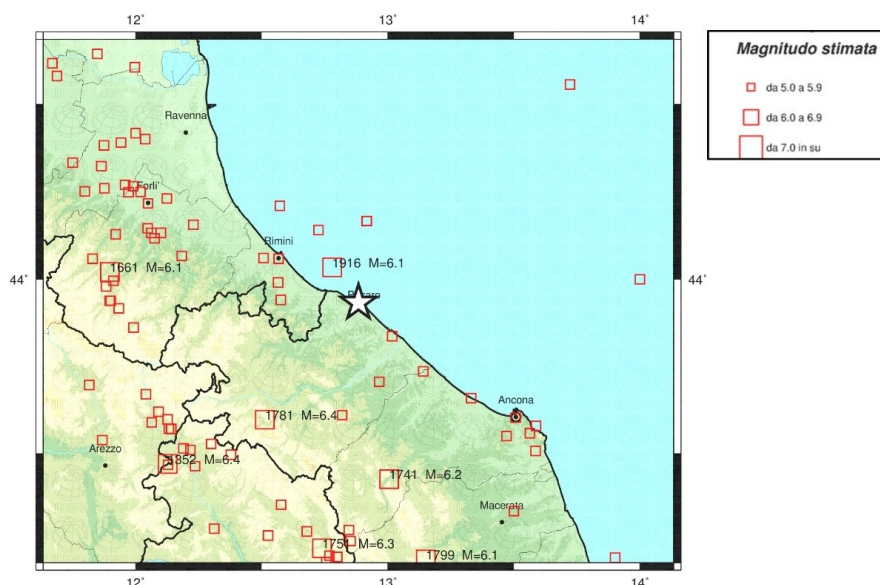 12˚ 13˚ 14˚
Magnitudo stimata
da 5.0 a 5.9
da 6.0 a 6.9
da 7.0 in su
Ravenna
Forli'
Rimini
1916 M=6.1
1661 M=6.1
44˚ 44˚
Ancona
1781 M=6.4
Arezzo
1352 M=6.4
1741 M=6.2
Macerata
1751 M=6.3
1799 M=6.1
12˚ 13˚ 14˚